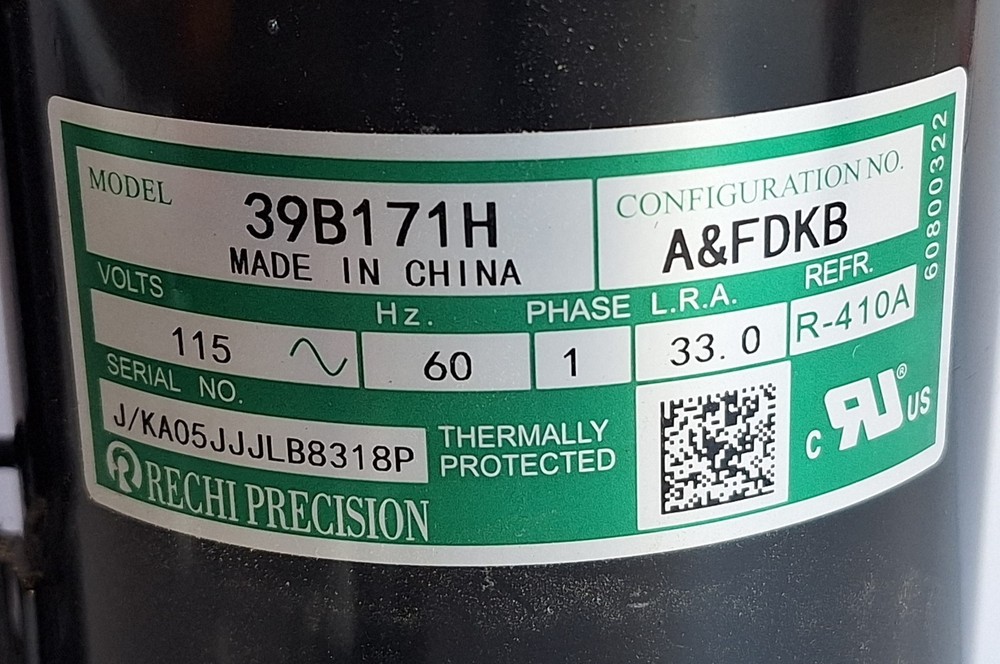 MODEL
39B171H
MADE IN CHINA
CONFIGURATION NO.
A&FDKB
60800322
VOLTS
115
Hz.
60
PHASE
1
L.R.A.
33.0
REFR.
R-410A
SERIAL NO.
J/KA05JJJLB8318P
THERMALLY
PROTECTED
RECHI PRECISION
C RU® US